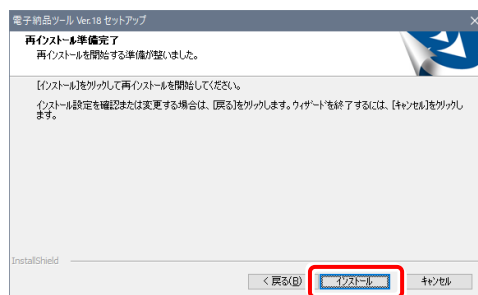 電子納品ツール Ver.18 セットアップ
再インストール準備完了
再インストールを開始する準備が整いました。
[インストール]をクリックして再インストールを開始してください。
インストール設定を確認または変更する場合は、[戻る]をクリックします。ウィザードを終了するには、[キャンセル]をクリックし
ます。
InstallShield
< 戻る(B)
インストール
キャンセル